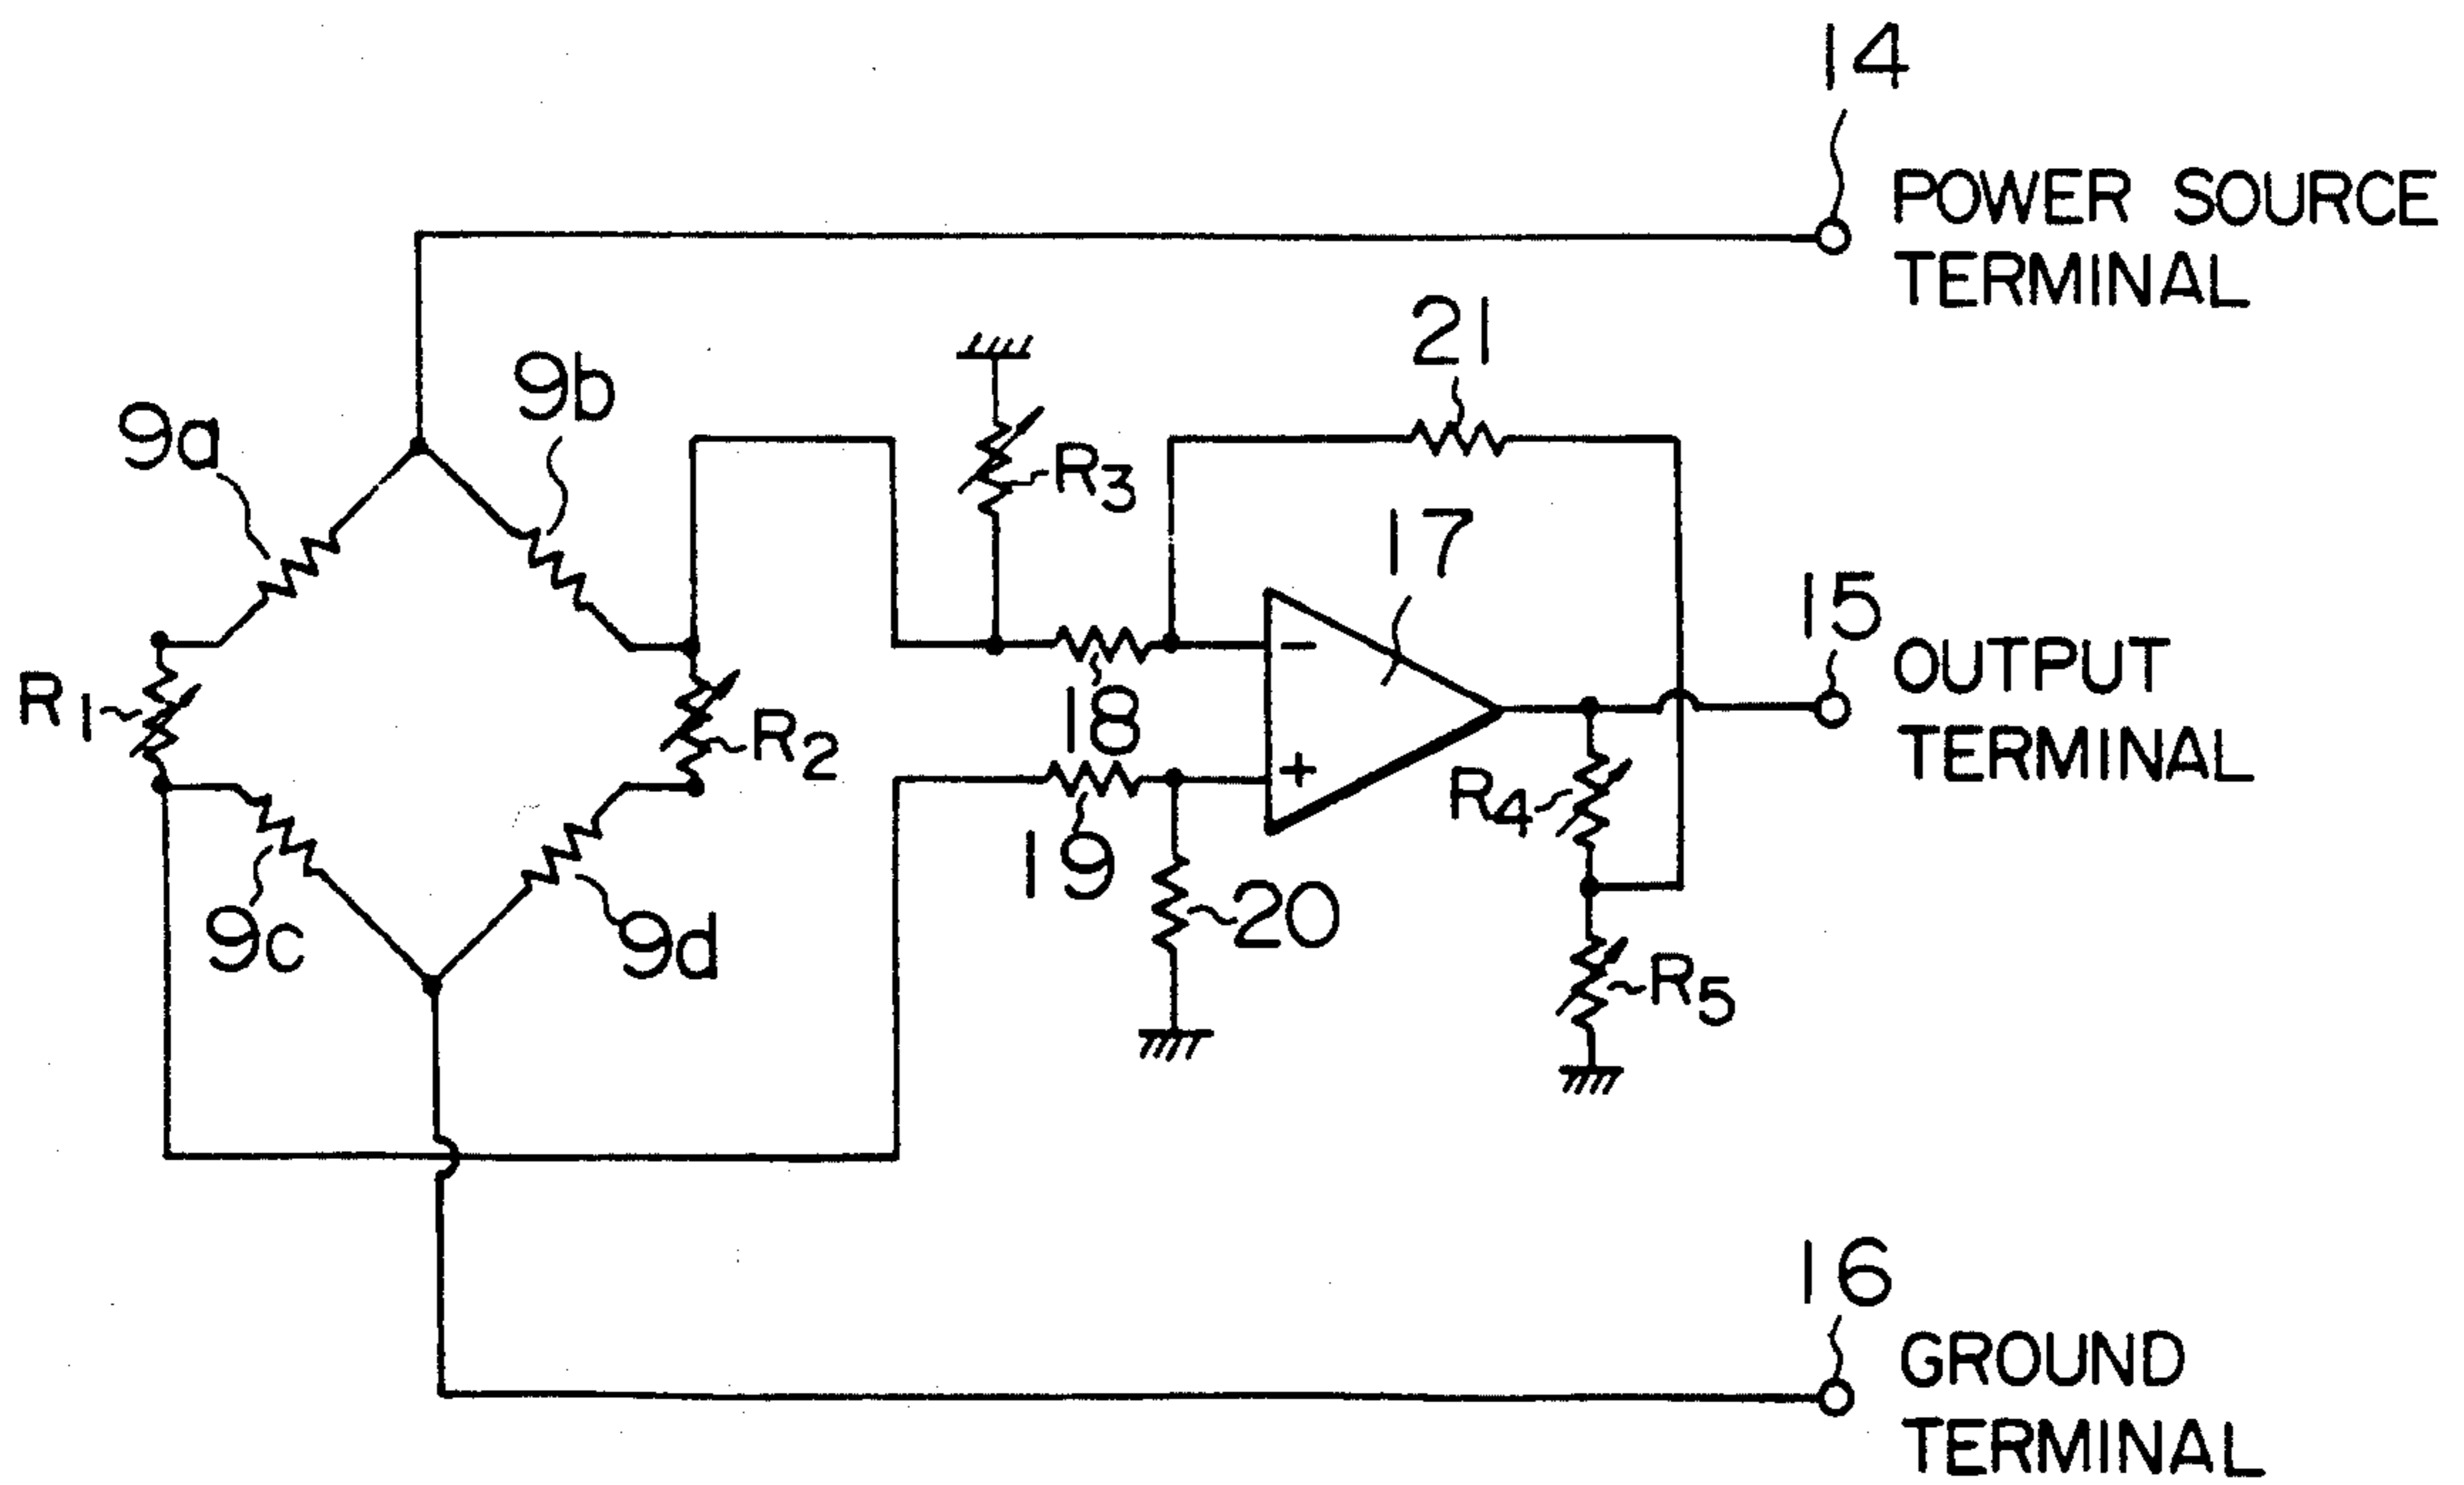 14
POWER SOURCE
TERMINAL
21
9b
9a
R3
17
15
OUTPUT
TERMINAL
−
R1
18
R2
+
R4
19
20
9c
9d
R5
16
GROUND
TERMINAL